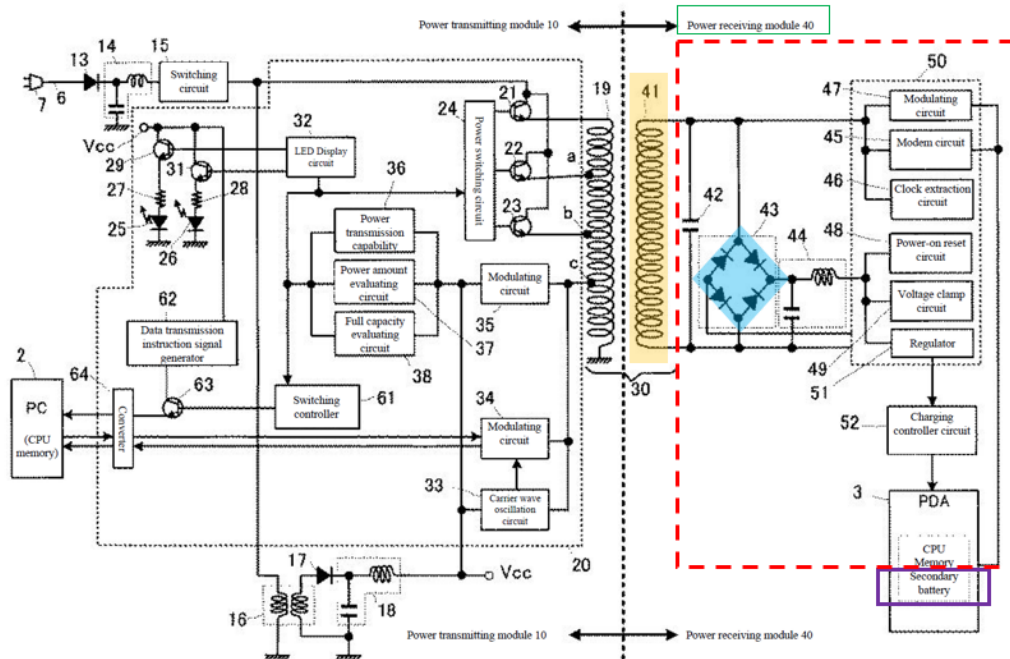 Power transmitting module 10
Power receiving module 40
13
14
15
Switching
circuit
7
6
Vcc
29
31
27
28
25
26
32
LED Display
circuit
24
Power switching circuit
21
22
23
19
a
b
c
41
30
36
Power
transmission
capability
Power amount
evaluating circuit
37
Full capacity
evaluating
circuit
38
Modulating
circuit
35
62
Data transmission
instruction signal
generator
63
64
Converter
2
PC
(CPU
memory)
Switching
controller
61
34
Modulating
circuit
33
Carrier wave
oscillation
circuit
20
16
17
18
Vcc
42
43
44
50
47
Modulating
circuit
45
Modem circuit
46
Clock extraction
circuit
48
Power-on reset
circuit
Voltage clamp
circuit
49
Regulator
51
Charging
controller
circuit
52
3
PDA
CPU
Memory
Secondary
battery
Power transmitting module 10
Power receiving module 40